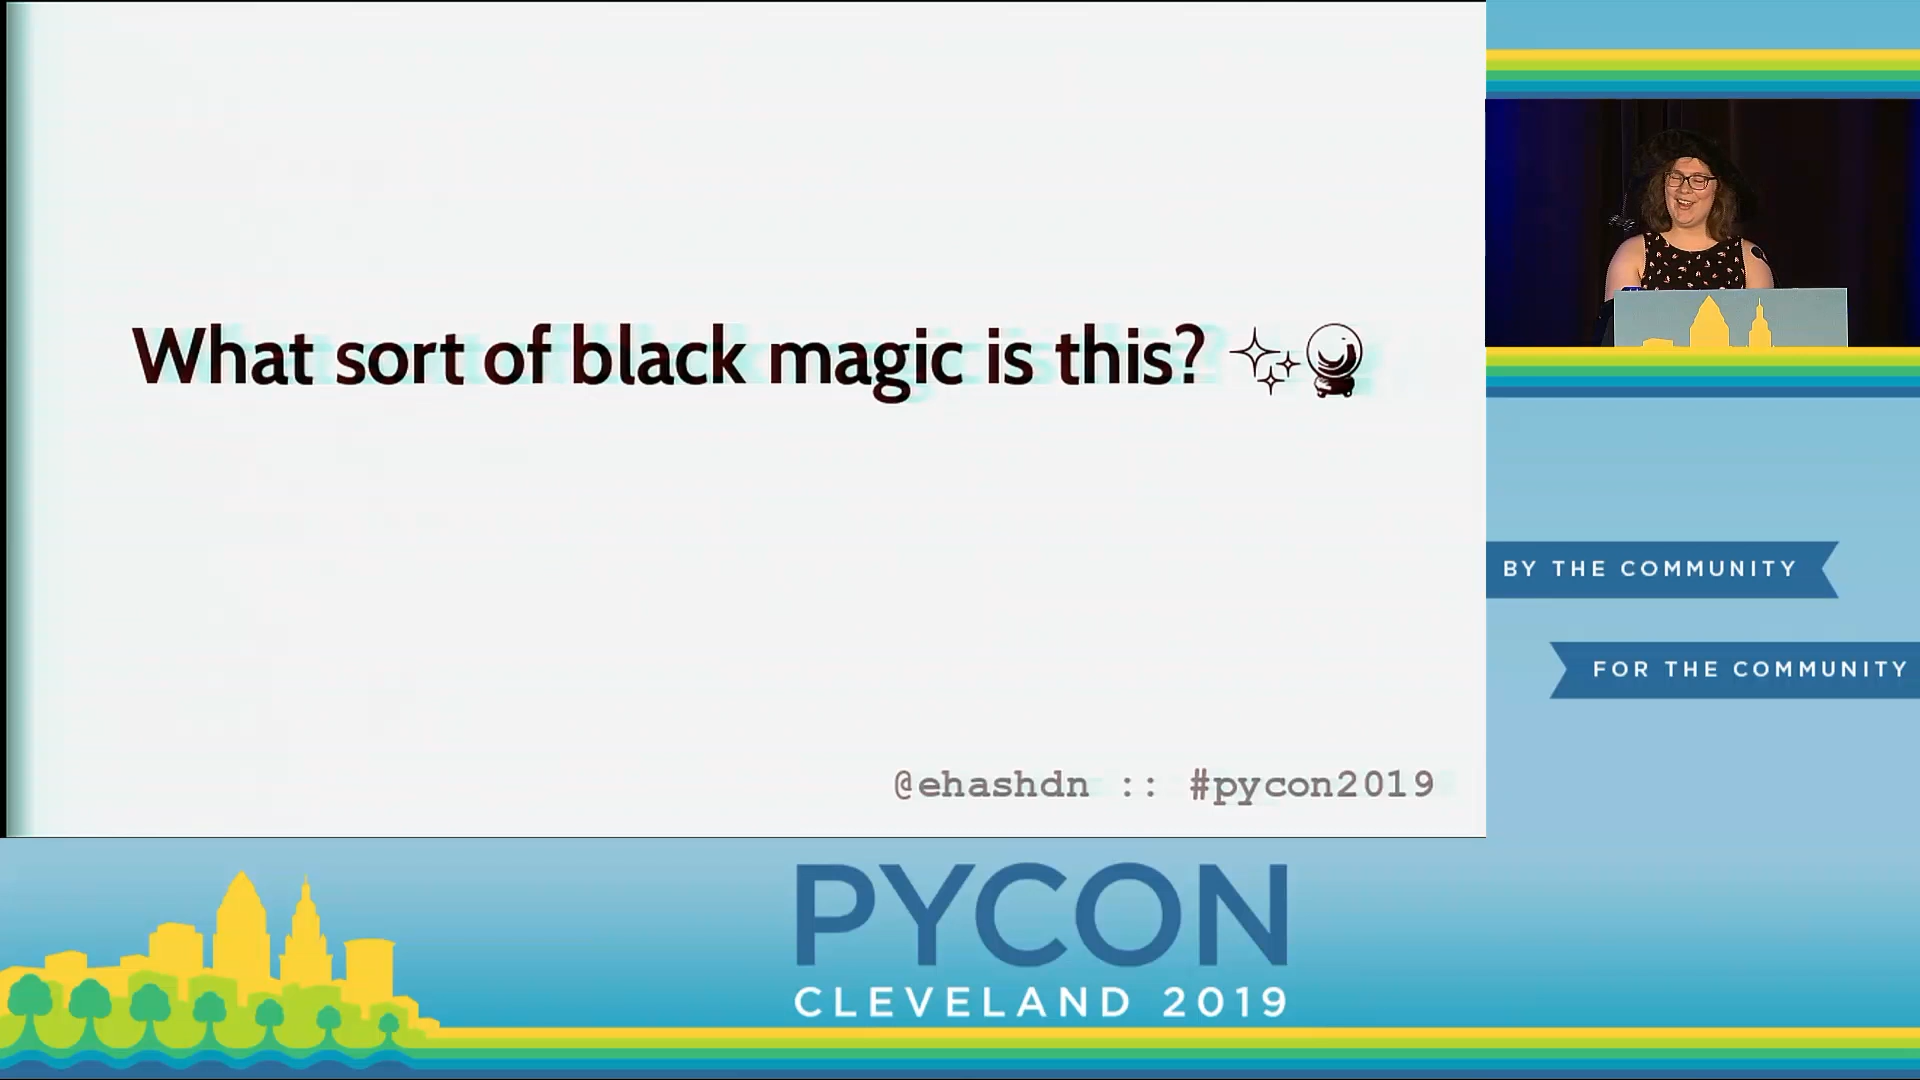 What sort of black magic is this? ✨🔮
@ehashdn :: #pycon2019
BY THE COMMUNITY
FOR THE COMMUNITY
PYCON
CLEVELAND 2019